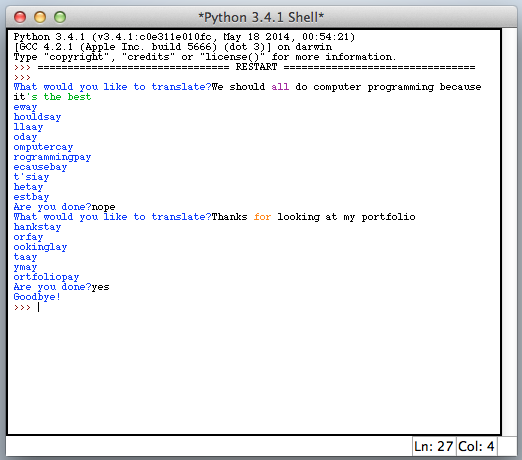 *Python 3.4.1 Shell*
Python 3.4.1 (v3.4.1:c0e311e010fc, May 18 2014, 00:54:21)
[GCC 4.2.1 (Apple Inc. build 5666) (dot 3)] on darwin
Type "copyright", "credits" or "license()" for more information.
>>> ================================ RESTART ================================
>>>
What would you like to translate?We should all do computer programming because
it's the best
eway
houldsay
llaay
oday
omputercay
rogrammingpay
ecausebay
t'siay
hetay
estbay
Are you done?nope
What would you like to translate?Thanks for looking at my portfolio
hankstay
orfay
ookinglay
taay
ymay
ortfoliopay
Are you done?yes
Goodbye!
>>>
Ln: 27 Col: 4